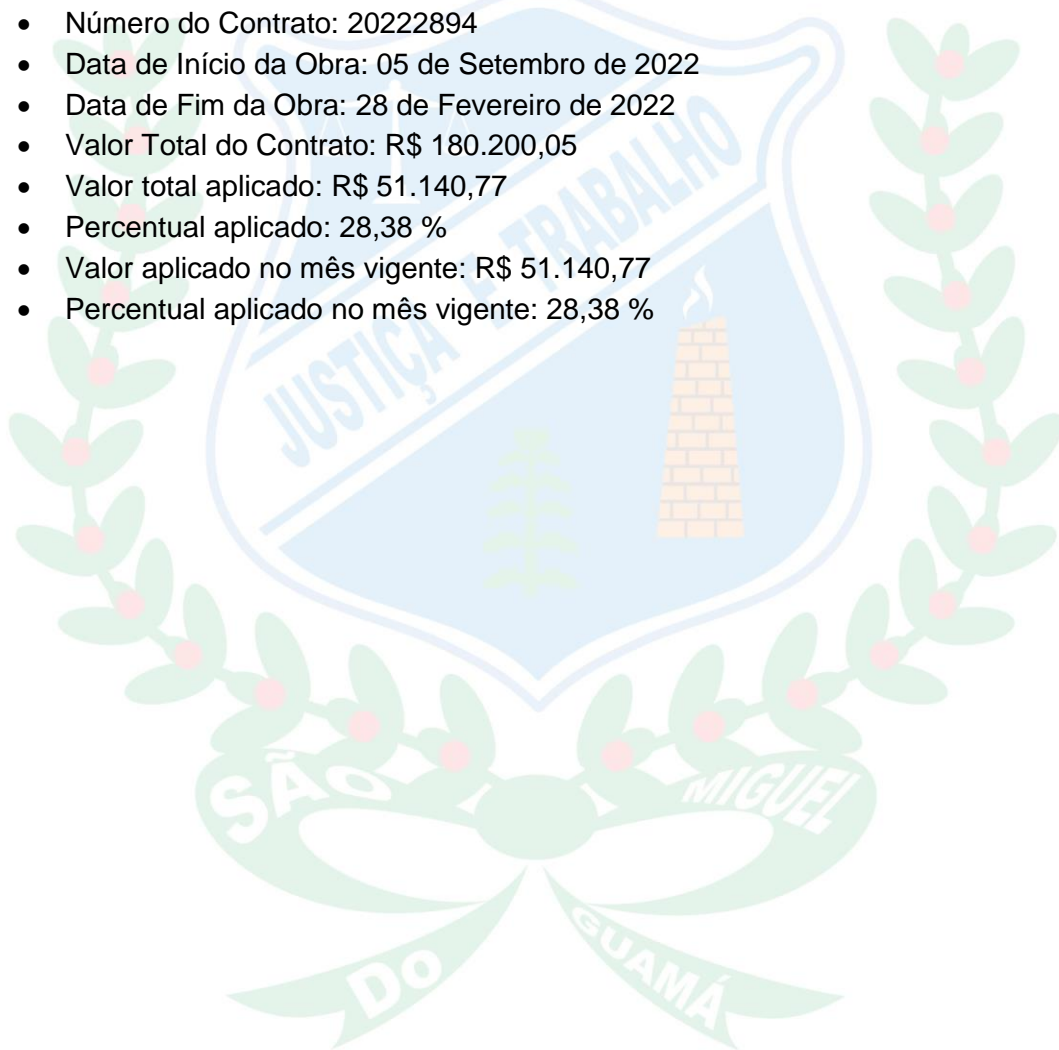 • Número do Contrato: 20222894
• Data de Início da Obra: 05 de Setembro de 2022
• Data de Fim da Obra: 28 de Fevereiro de 2022
• Valor Total do Contrato: R$ 180.200,05
• Valor total aplicado: R$ 51.140,77
• Percentual aplicado: 28,38 %
• Valor aplicado no mês vigente: R$ 51.140,77
• Percentual aplicado no mês vigente: 28,38 %
JUSTIÇA E TRABALHO
SÃO MIGUEL
DO GUAMÁ